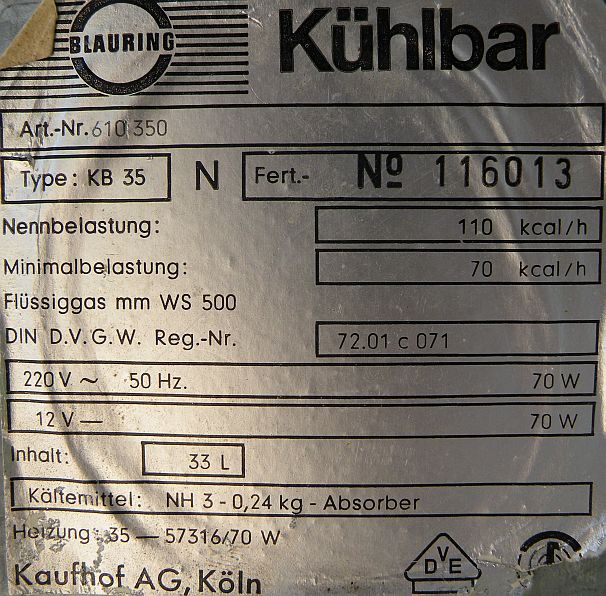 BLAURING Kühlbar
Art.-Nr. 610 350
Type: KB 35 N Fert.- Nº 116013
Nennbelastung: 110 kcal/h
Minimalbelastung: 70 kcal/h
Flüssiggas mm WS 500
DIN D.V.G.W. Reg.-Nr. 72.01 c 071
220 V ~ 50 Hz. 70 W
12 V — 70 W
Inhalt: 33 L
Kältemittel: NH 3 - 0,24 kg - Absorber
Heizung: 35 — 57316/70 W
Kaufhof AG, Köln DVE